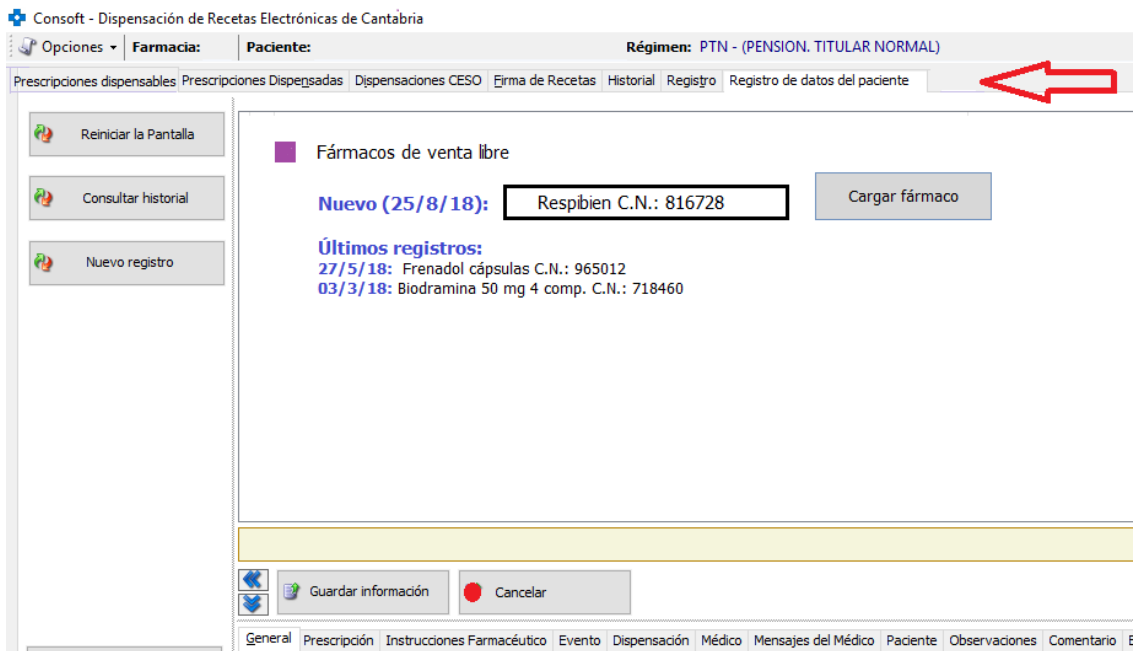 Consoft - Dispensación de Recetas Electrónicas de Cantabria
Opciones Farmacia: Paciente: Régimen: PTN - (PENSION. TITULAR NORMAL)
Prescripciones dispensables Prescripciones Dispensadas Dispensaciones CESO Firma de Recetas Historial Registro Registro de datos del paciente
Reiniciar la Pantalla
Consultar historial
Nuevo registro
Fármacos de venta libre
Nuevo (25/8/18): Respibien C.N.: 816728 Cargar fármaco
Últimos registros:
27/5/18: Frenadol cápsulas C.N.: 965012
03/3/18: Biodramina 50 mg 4 comp. C.N.: 718460
Guardar información Cancelar
General Prescripción Instrucciones Farmacéutico Evento Dispensación Médico Mensajes del Médico Paciente Observaciones Comentario